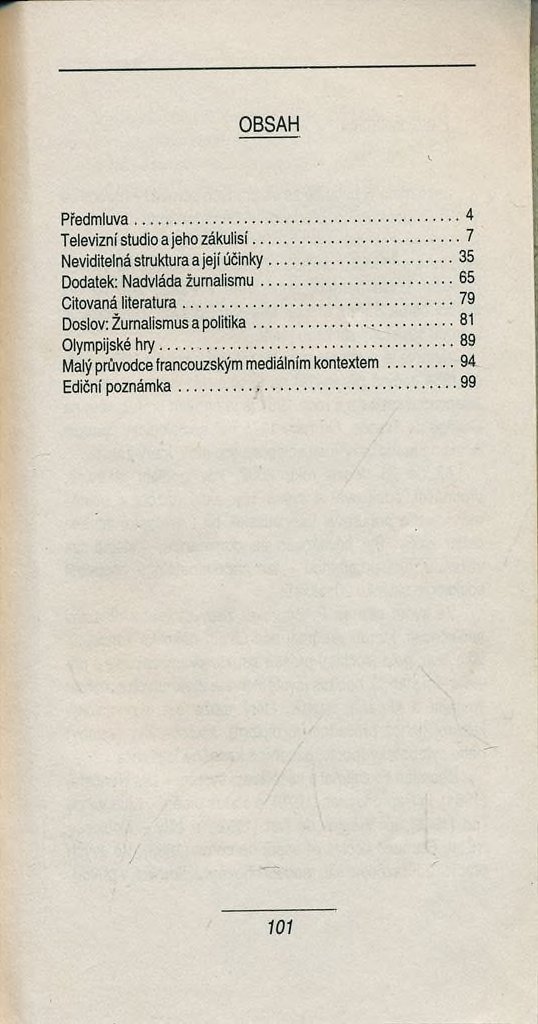 OBSAH
Předmluva . . . . . . . . . . . . . . . . . . . . . . . . . . . . . . . . . . . . . . . . . 4
Televizní studio a jeho zákulisí . . . . . . . . . . . . . . . . . . . . . . . . . . 7
Neviditelná struktura a její účinky . . . . . . . . . . . . . . . . . . . . . . . 35
Dodatek: Nadvláda žurnalismu . . . . . . . . . . . . . . . . . . . . . . . . 65
Citovaná literatura . . . . . . . . . . . . . . . . . . . . . . . . . . . . . . . . . . 79
Doslov: Žurnalismus a politika . . . . . . . . . . . . . . . . . . . . . . . . . 81
Olympijské hry . . . . . . . . . . . . . . . . . . . . . . . . . . . . . . . . . . . . . 89
Malý průvodce francouzským mediálním kontextem . . . . . . . . . 94
Ediční poznámka . . . . . . . . . . . . . . . . . . . . . . . . . . . . . . . . . . . 99
101